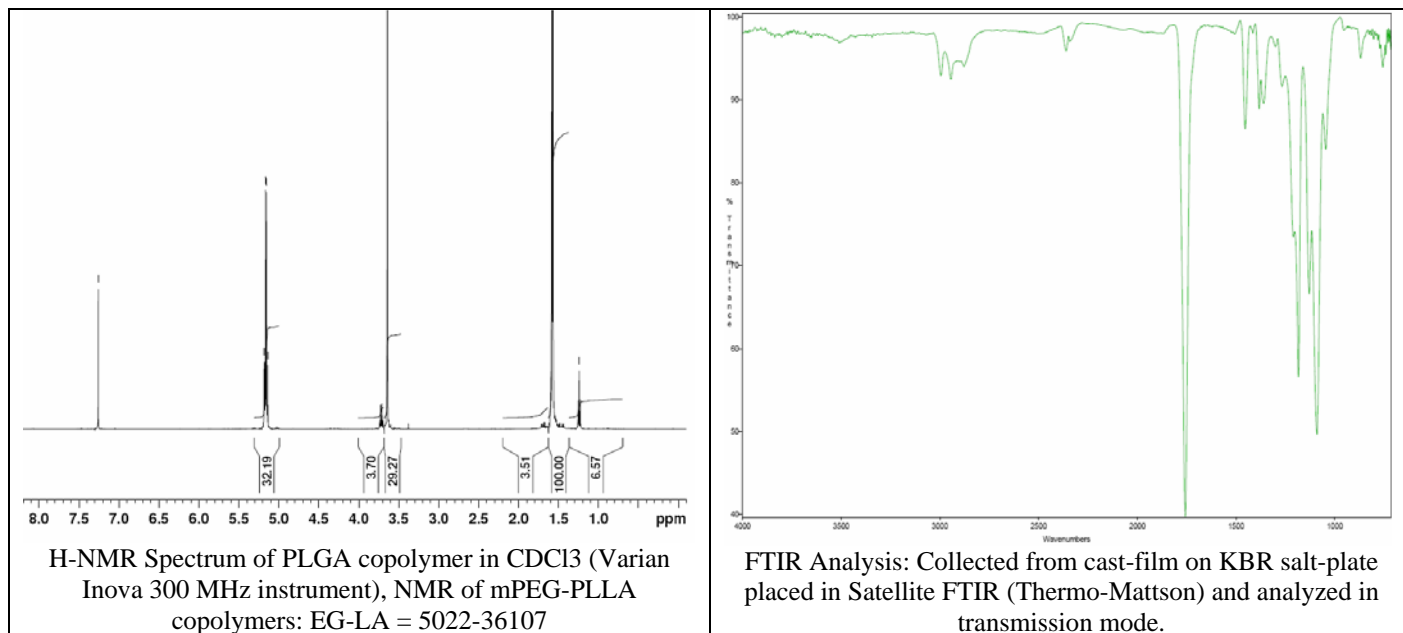 32.19
3.70
29.27
3.51
100.00
6.57
8.0 7.5 7.0 6.5 6.0 5.5 5.0 4.5 4.0 3.5 3.0 2.5 2.0 1.5 1.0 ppm
H-NMR Spectrum of PLGA copolymer in CDCl3 (Varian
Inova 300 MHz instrument), NMR of mPEG-PLLA
copolymers: EG-LA = 5022-36107
100
90
80
%
Transmittance
70
60
50
40
4000 3500 3000 2500 2000 1500 1000
Wavenumbers
FTIR Analysis: Collected from cast-film on KBR salt-plate
placed in Satellite FTIR (Thermo-Mattson) and analyzed in
transmission mode.